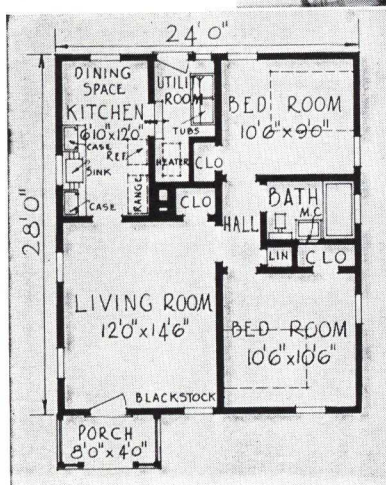 24'0"
DINING
SPACE
KITCHEN
6'10"x12'0"
CASE
REF.
SINK
RANGE
CASE
UTILI
ROOM
TUBS
HEATER
CLO
BED ROOM
10'6"x9'0"
CLO
HALL
BATH
M.C.
LIN
CLO
28'0"
LIVING ROOM
12'0"x14'6"
BED ROOM
10'6"x10'6"
BLACKSTOCK
PORCH
8'0"x4'0"